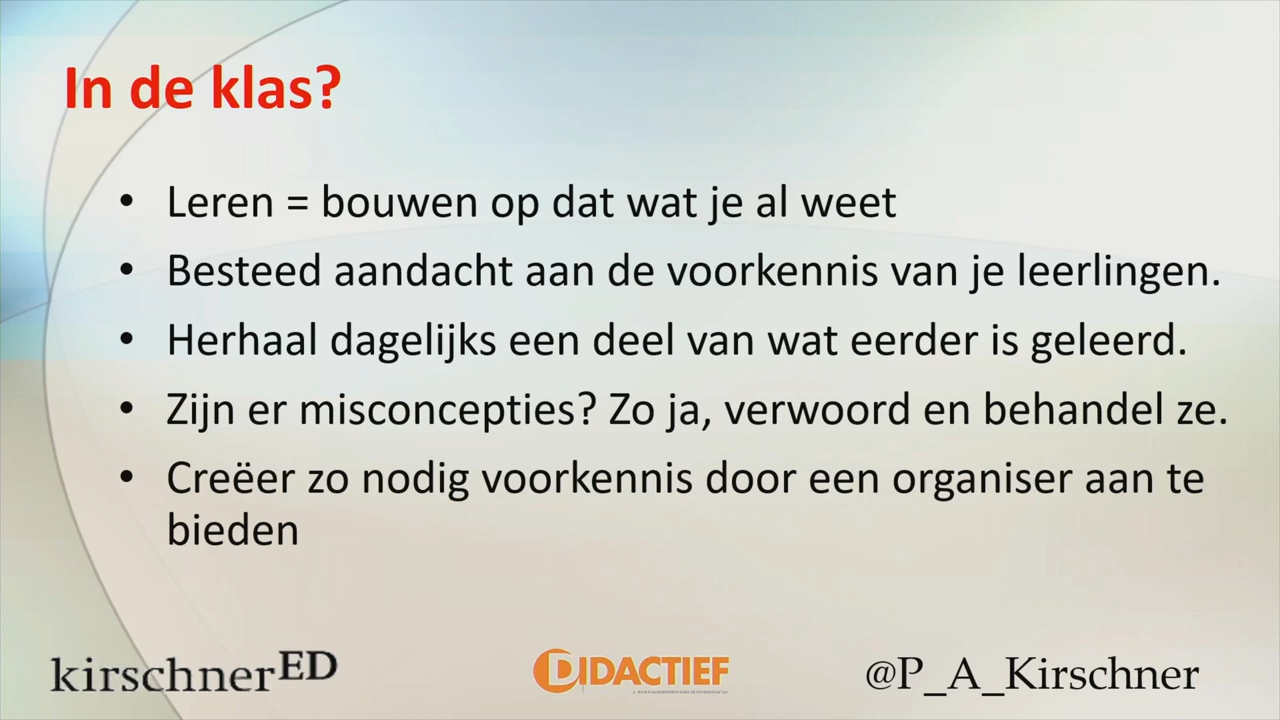 In de klas?
• Leren = bouwen op dat wat je al weet
• Besteed aandacht aan de voorkennis van je leerlingen.
• Herhaal dagelijks een deel van wat eerder is geleerd.
• Zijn er misconcepties? Zo ja, verwoord en behandel ze.
• Creëer zo nodig voorkennis door een organiser aan te
bieden
kirschnerED
DIDACTIEF
@P_A_Kirschner